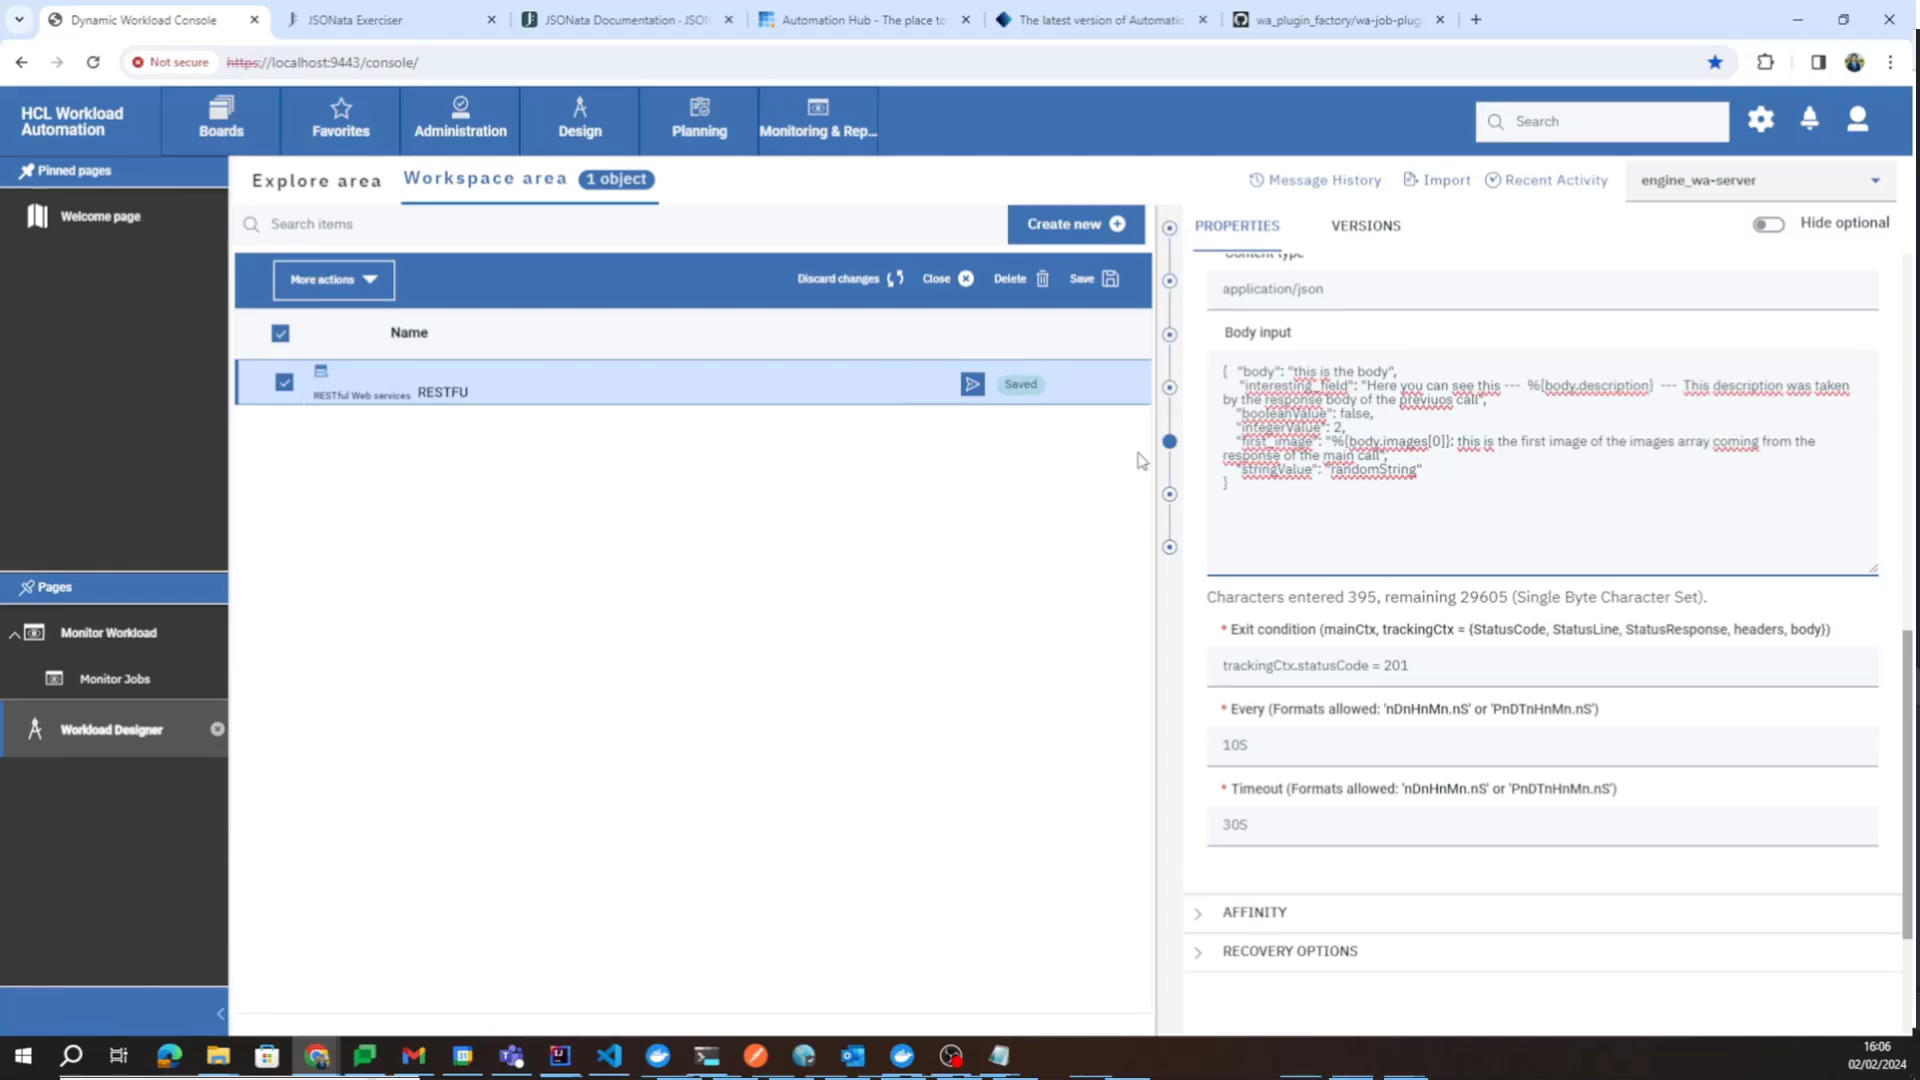 Dynamic Workload Console
JSONata Exerciser
JSONata Documentation - JSON
Automation Hub - The place to
The latest version of Automatic
wa_plugin_factory/wa-job-plug
Not secure
https://localhost:9443/console/
HCL Workload
Automation
Boards
Favorites
Administration
Design
Planning
Monitoring & Rep...
Search
Pinned pages
Welcome page
Pages
Monitor Workload
Monitor Jobs
Workload Designer
Explore area
Workspace area
1 object
Message History
Import
Recent Activity
engine_wa-server
Search items
Create new
More actions
Discard changes
Close
Delete
Save
Name
RESTful Web services
RESTFU
Saved
PROPERTIES
VERSIONS
Hide optional
Content type
application/json
Body input
{ "body": "this is the body",
"interesting_field": "Here you can see this --- %{body.description} --- This description was taken
by the response body of the previuos call",
"booleanValue": false,
"integerValue": 2,
"first_image": "%{body.images[0]}: this is the first image of the images array coming from the
response of the main call",
"stringValue": "randomString"
}
Characters entered 395, remaining 29605 (Single Byte Character Set).
* Exit condition (mainCtx, trackingCtx = {StatusCode, StatusLine, StatusResponse, headers, body})
trackingCtx.statusCode = 201
* Every (Formats allowed: 'nDnHnMn.nS' or 'PnDTnHnMn.nS')
10S
* Timeout (Formats allowed: 'nDnHnMn.nS' or 'PnDTnHnMn.nS')
30S
AFFINITY
RECOVERY OPTIONS
16:06
02/02/2024